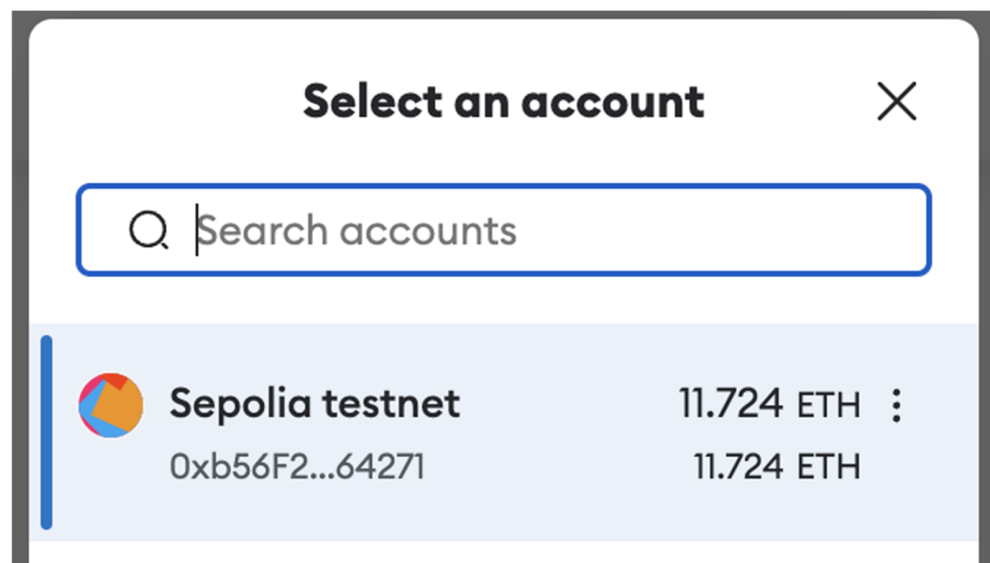 Select an account
Search accounts
Sepolia testnet 11.724 ETH
0xb56F2...64271 11.724 ETH